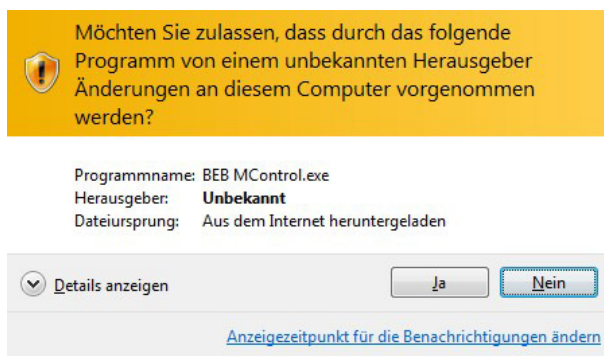 Möchten Sie zulassen, dass durch das folgende
Programm von einem unbekannten Herausgeber
Änderungen an diesem Computer vorgenommen
werden?
Programmname: BEB MControl.exe
Herausgeber: Unbekannt
Dateiursprung: Aus dem Internet heruntergeladen
Details anzeigen Ja Nein
Anzeigezeitpunkt für die Benachrichtigungen ändern